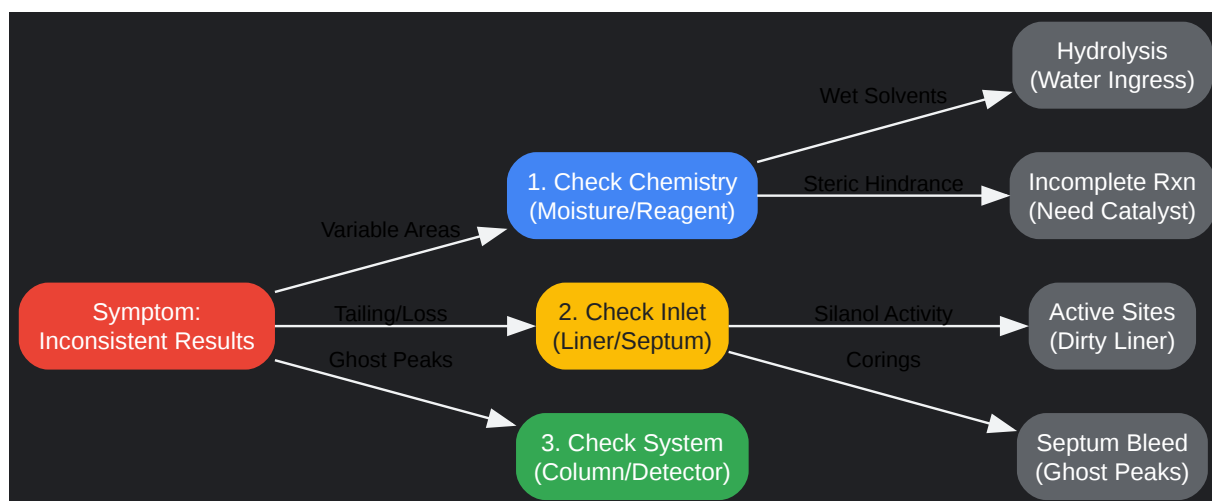 Symptom:
Inconsistent Results
Variable Areas
Tailing/Loss
Ghost Peaks
1. Check Chemistry
(Moisture/Reagent)
2. Check Inlet
(Liner/Septum)
3. Check System
(Column/Detector)
Wet Solvents
Steric Hindrance
Silanol Activity
Corings
Hydrolysis
(Water Ingress)
Incomplete Rxn
(Need Catalyst)
Active Sites
(Dirty Liner)
Septum Bleed
(Ghost Peaks)